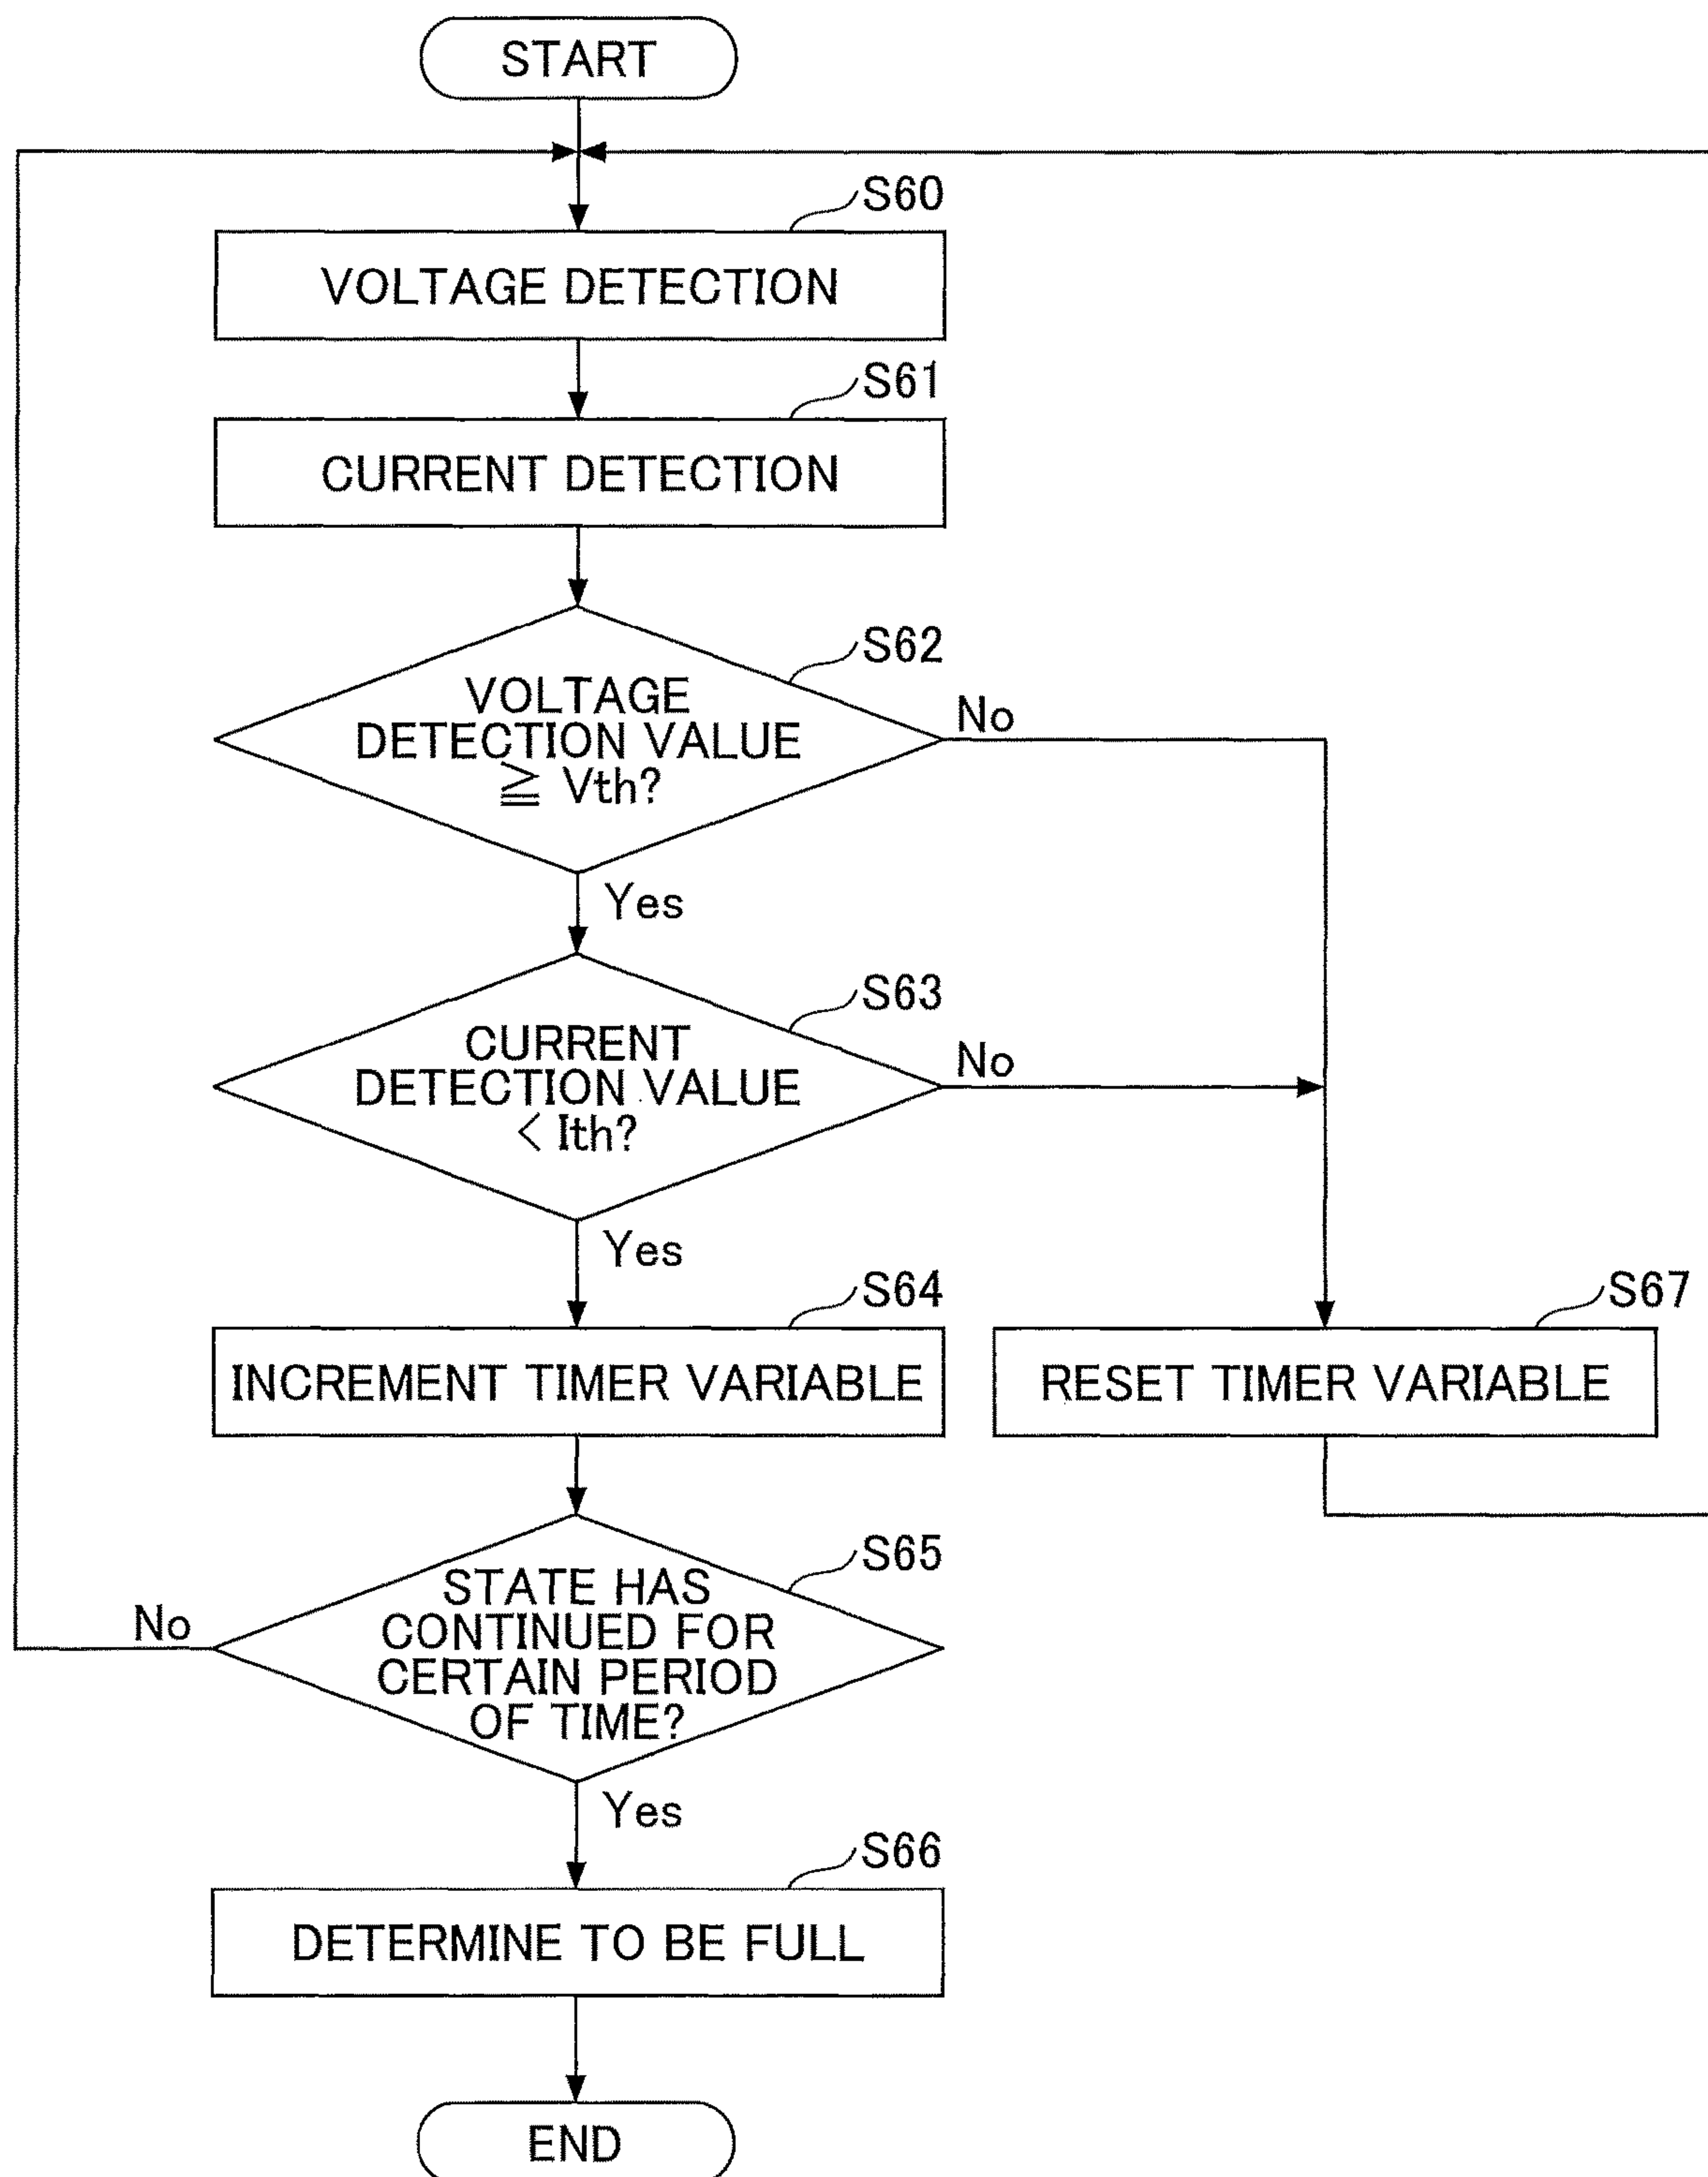 START
S60
VOLTAGE DETECTION
S61
CURRENT DETECTION
S62
VOLTAGE
DETECTION VALUE
≧ Vth?
No
Yes
S63
CURRENT
DETECTION VALUE
< Ith?
No
Yes
S64
INCREMENT TIMER VARIABLE
S67
RESET TIMER VARIABLE
S65
STATE HAS
CONTINUED FOR
CERTAIN PERIOD
OF TIME?
No
Yes
S66
DETERMINE TO BE FULL
END